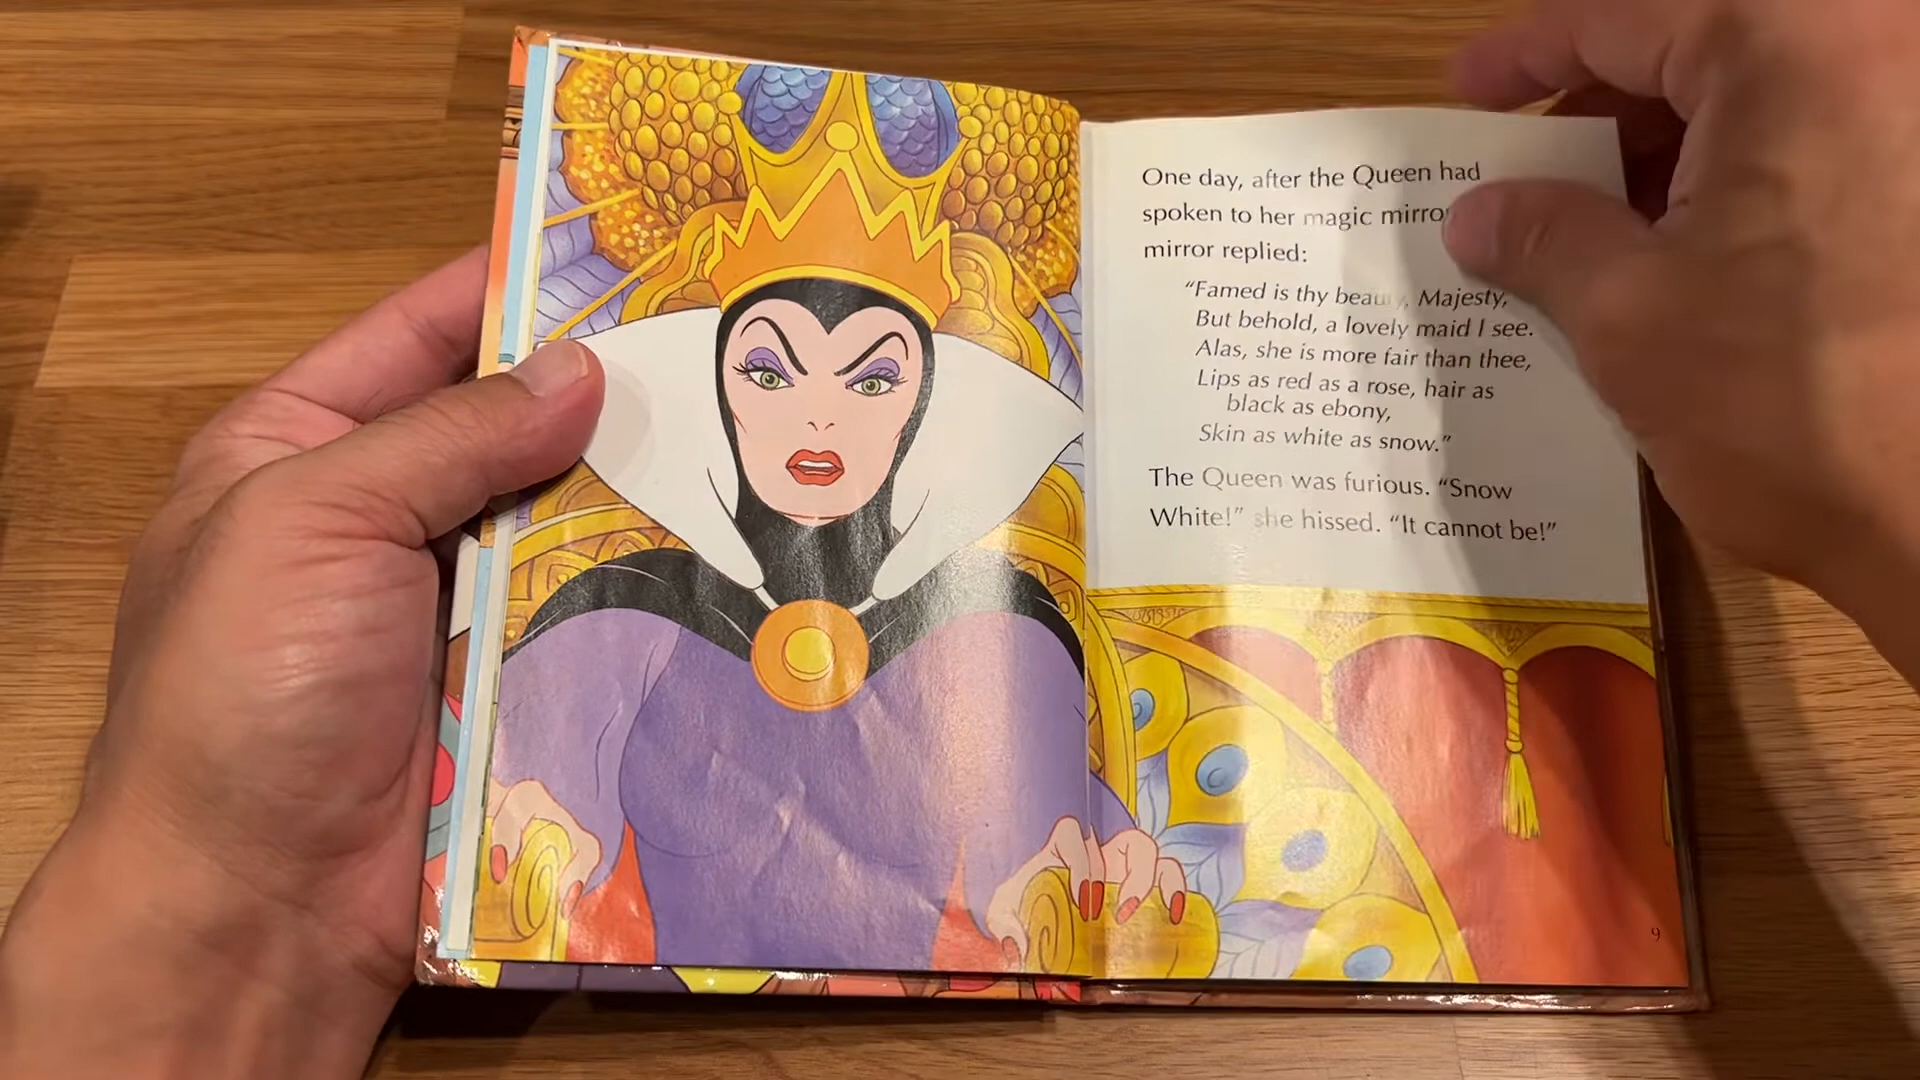 One day, after the Queen had
spoken to her magic mirro
mirror replied:
"Famed is thy beauty, Majesty,
But behold, a lovely maid I see.
Alas, she is more fair than thee,
Lips as red as a rose, hair as
black as ebony,
Skin as white as snow."
The Queen was furious. "Snow
White!" she hissed. "It cannot be!"
9